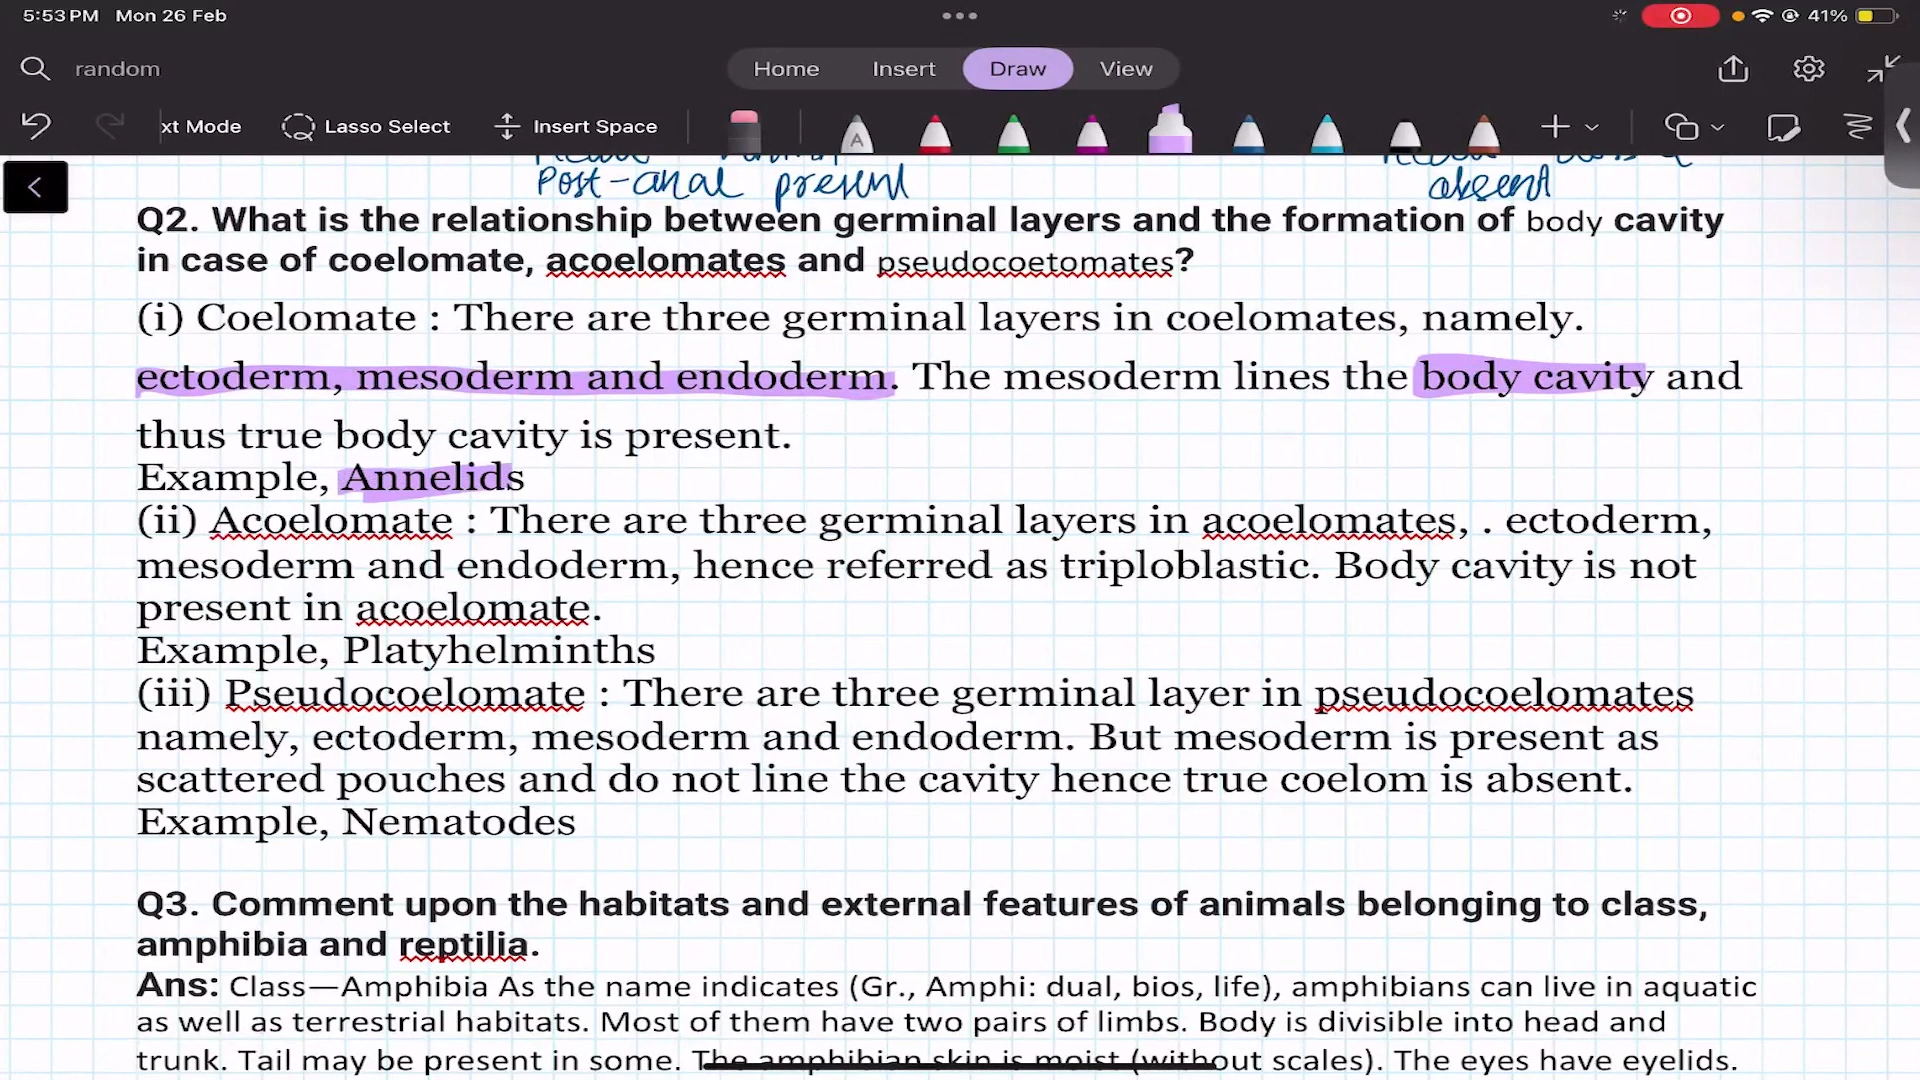 5:53 PM Mon 26 Feb
41%
random
Home Insert Draw View
xt Mode Lasso Select Insert Space
A
Post-anal present
absent
Q2. What is the relationship between germinal layers and the formation of body cavity
in case of coelomate, acoelomates and pseudocoetomates?
(i) Coelomate : There are three germinal layers in coelomates, namely.
ectoderm, mesoderm and endoderm. The mesoderm lines the body cavity and
thus true body cavity is present.
Example, Annelids
(ii) Acoelomate : There are three germinal layers in acoelomates, . ectoderm,
mesoderm and endoderm, hence referred as triploblastic. Body cavity is not
present in acoelomate.
Example, Platyhelminths
(iii) Pseudocoelomate : There are three germinal layer in pseudocoelomates
namely, ectoderm, mesoderm and endoderm. But mesoderm is present as
scattered pouches and do not line the cavity hence true coelom is absent.
Example, Nematodes
Q3. Comment upon the habitats and external features of animals belonging to class,
amphibia and reptilia.
Ans: Class—Amphibia As the name indicates (Gr., Amphi: dual, bios, life), amphibians can live in aquatic
as well as terrestrial habitats. Most of them have two pairs of limbs. Body is divisible into head and
trunk. Tail may be present in some. The amphibian skin is moist (without scales). The eyes have eyelids.